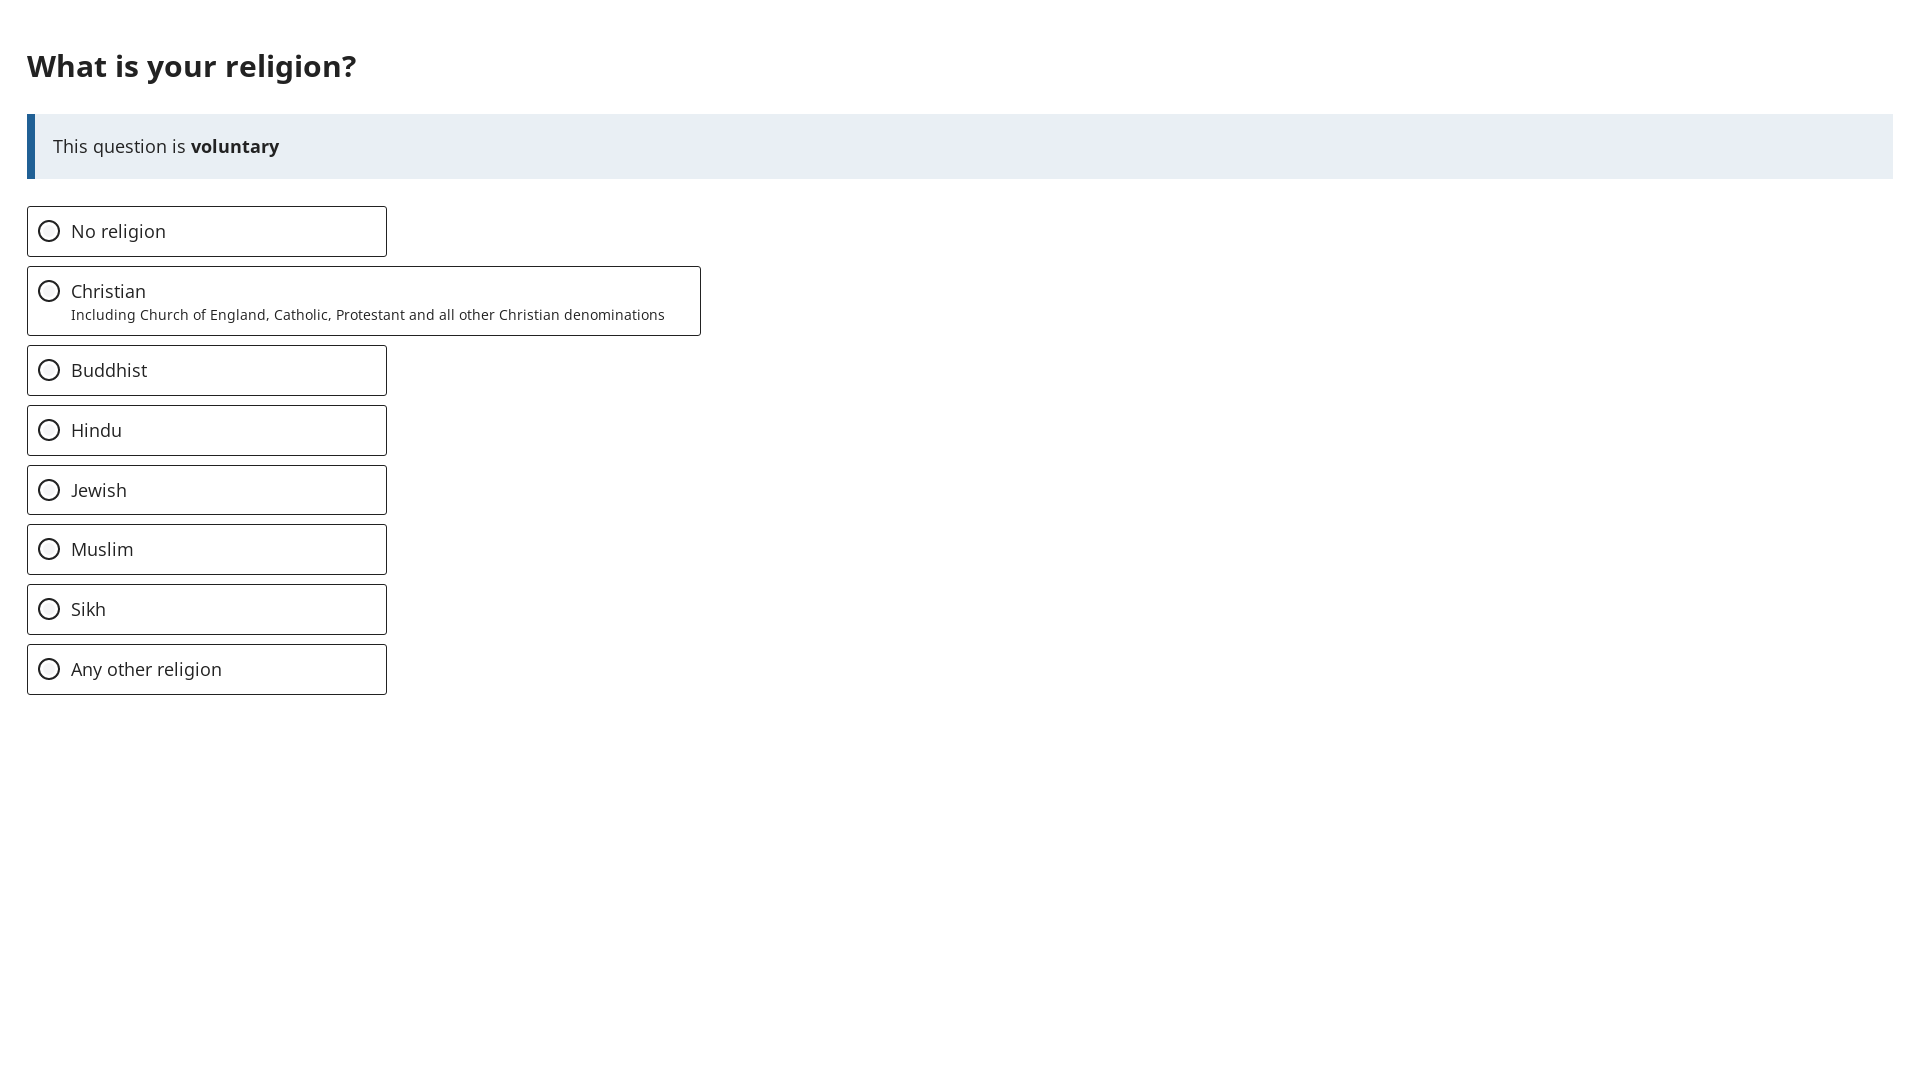 What is your religion?
This question is voluntary
No religion
Christian
Including Church of England, Catholic, Protestant and all other Christian denominations
Buddhist
Hindu
Jewish
Muslim
Sikh
Any other religion